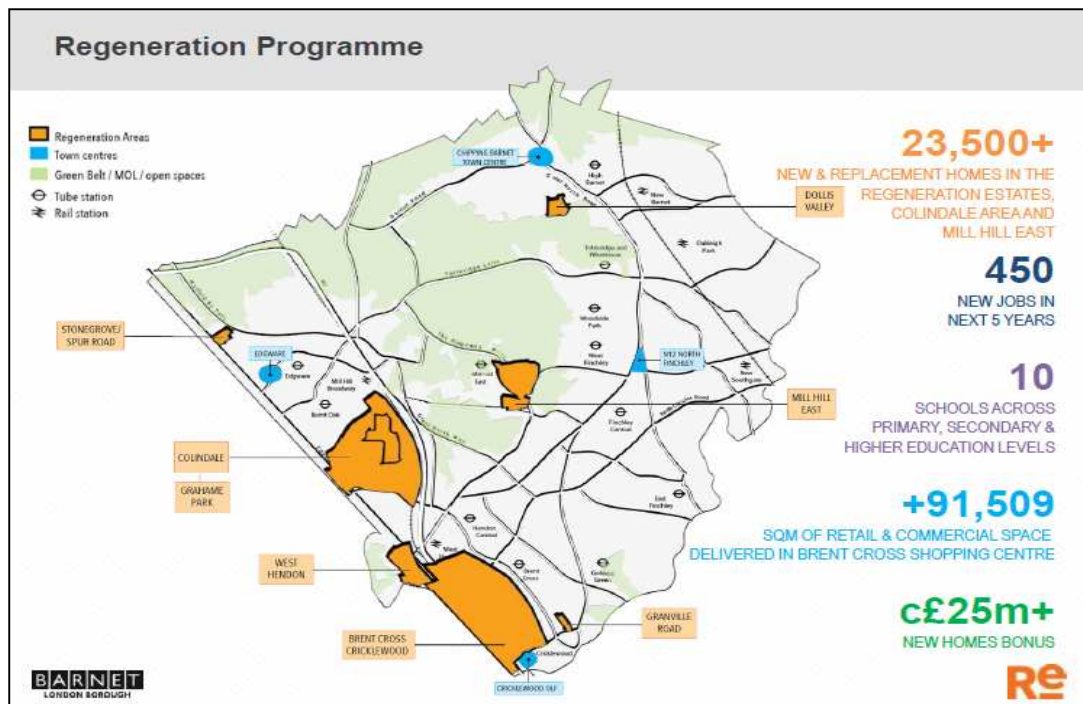 Regeneration Programme
Regeneration Areas
Town centres
Green Belt / MOL / open spaces
Tube station
Rail station
CHIPPING BARNET
TOWN CENTRE
High
Barnet
New
Barnet
DOLLIS
VALLEY
Oakleigh
Park
Totteridge and
Whetstone
Totteridge Lane
STONEGROVE/
SPUR ROAD
EDGWARE
Edgware
Mill Hill
Broadway
Burnt Oak
The Ridgeway
Mill Hill
East
Woodside
Park
West
Finchley
N12 NORTH
FINCHLEY
New
Southgate
MILL HILL
EAST
Finchley
Central
COLINDALE
GRAHAME
PARK
East
Finchley
Hendon
Central
WEST
HENDON
Brent
Cross
Golders
Green
GRANVILLE
ROAD
BRENT CROSS
CRICKLEWOOD
Cricklewood
23,500+
NEW & REPLACEMENT HOMES IN THE
REGENERATION ESTATES,
COLINDALE AREA AND
MILL HILL EAST
450
NEW JOBS IN
NEXT 5 YEARS
10
SCHOOLS ACROSS
PRIMARY, SECONDARY &
HIGHER EDUCATION LEVELS
+91,509
SQM OF RETAIL & COMMERCIAL SPACE
DELIVERED IN BRENT CROSS SHOPPING CENTRE
c£25m+
NEW HOMES BONUS
BARNET
LONDON BOROUGH
Re